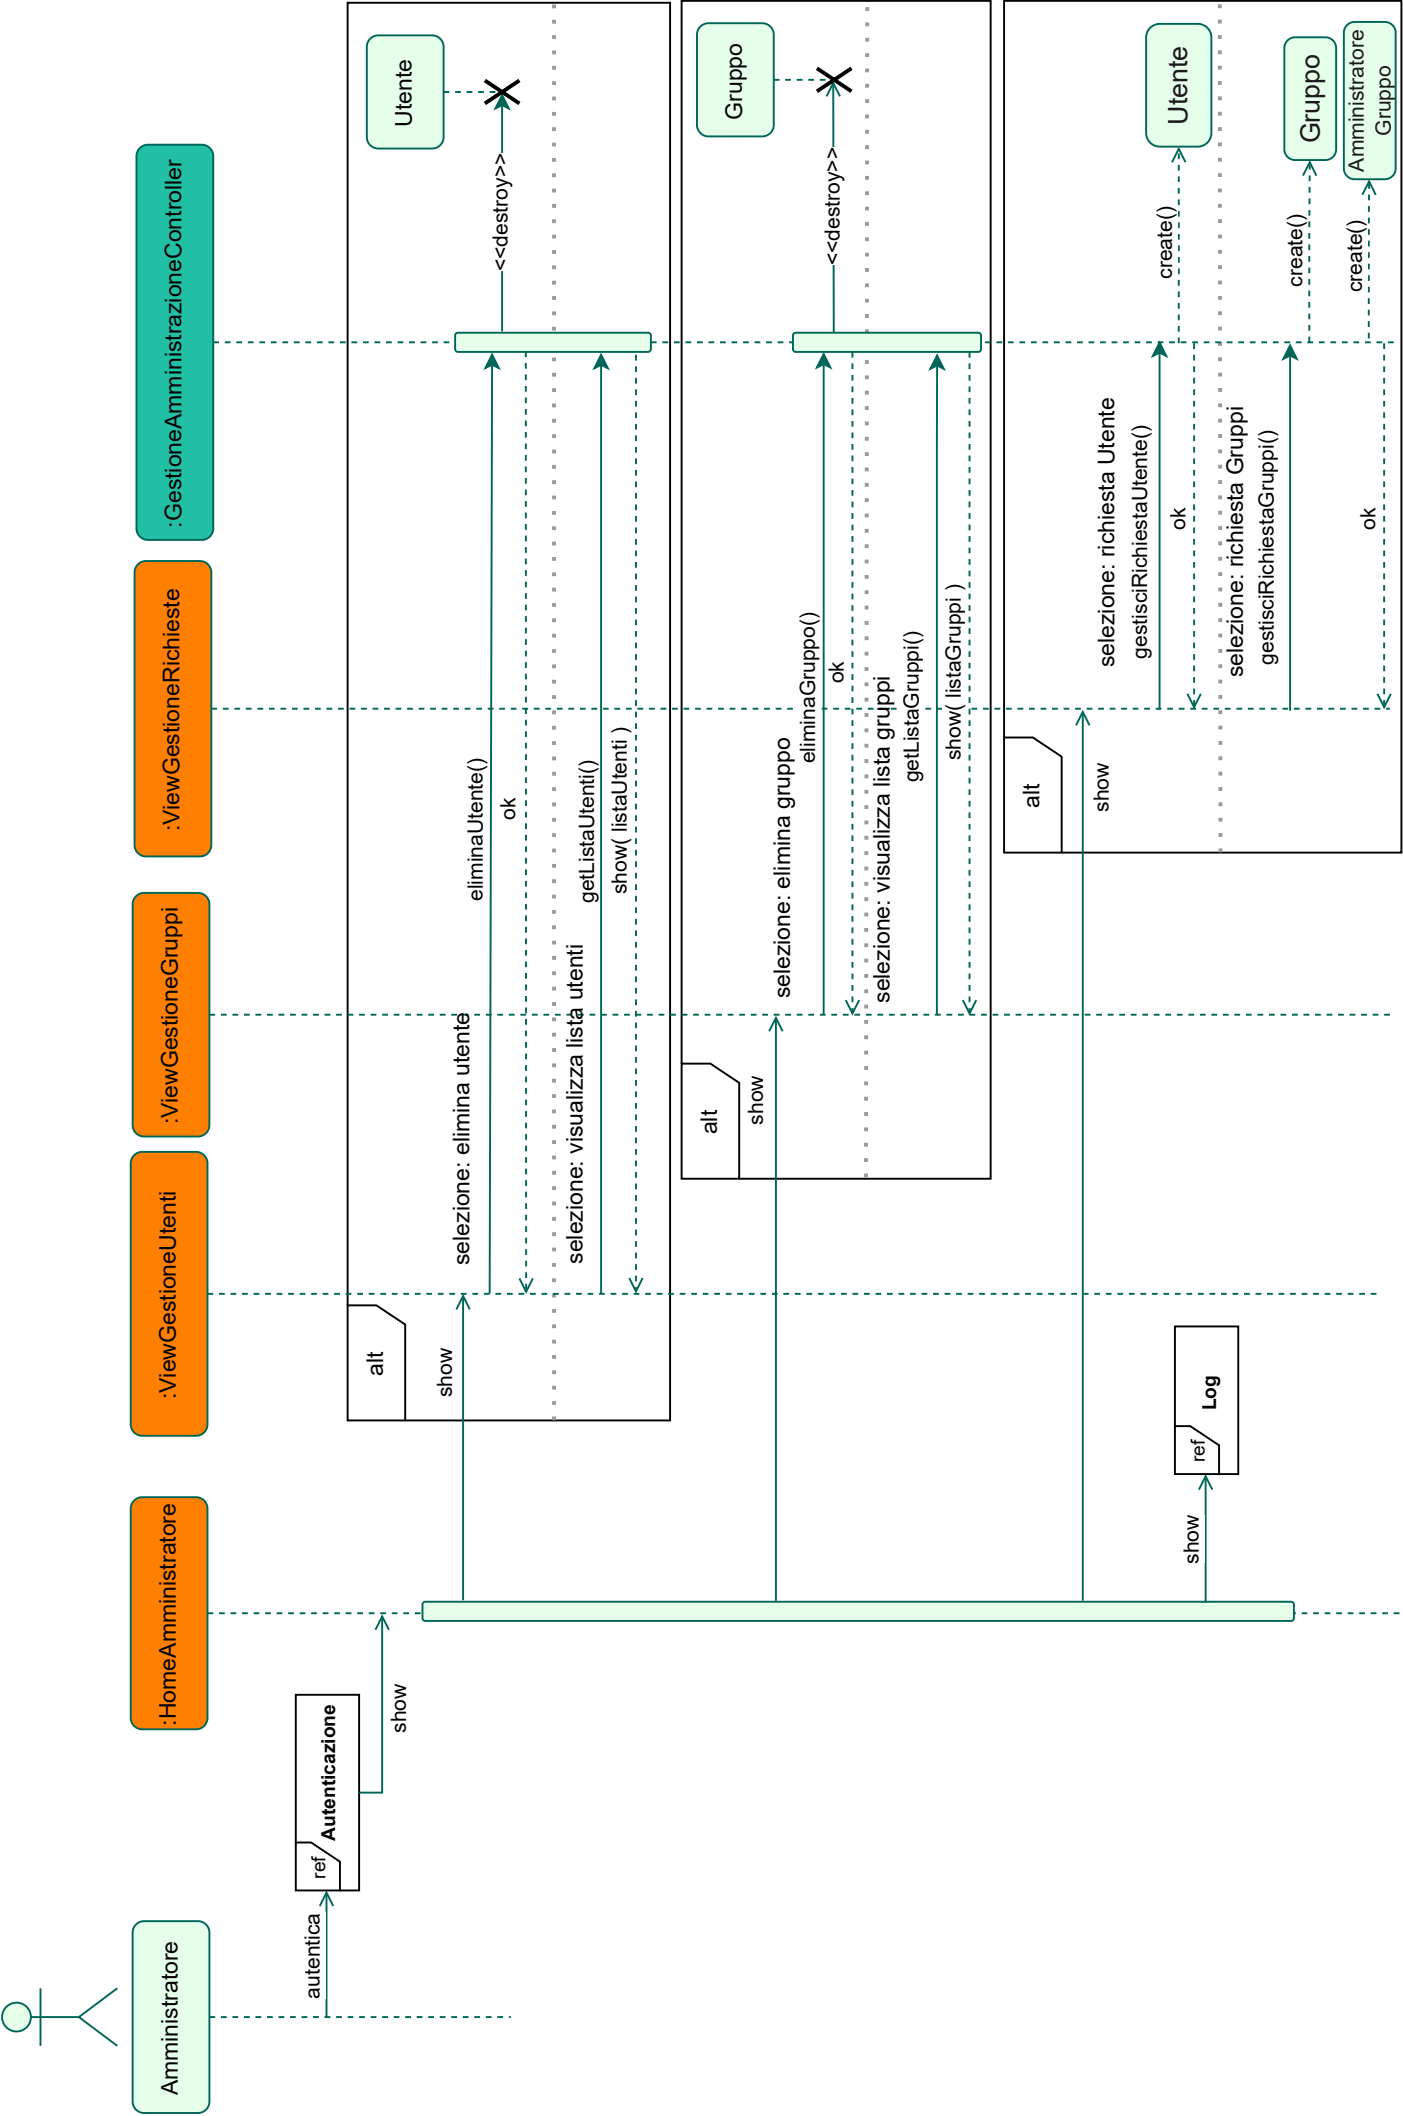 Amministratore
:HomeAmministratore
:ViewGestioneUtenti
:ViewGestioneGruppi
:ViewGestioneRichieste
:GestioneAmministrazioneController
autentica
ref
Autenticazione
show
alt
show
selezione: elimina utente
eliminaUtente()
<<destroy>>
Utente
ok
selezione: visualizza lista utenti
getListaUtenti()
show( listaUtenti )
alt
show
selezione: elimina gruppo
eliminaGruppo()
<<destroy>>
Gruppo
ok
selezione: visualizza lista gruppi
getListaGruppi()
show( listaGruppi )
alt
show
selezione: richiesta Utente
gestisciRichiestaUtente()
create()
Utente
ok
show
ref
Log
selezione: richiesta Gruppi
gestisciRichiestaGruppi()
create()
Gruppo
create()
Amministratore
Gruppo
ok